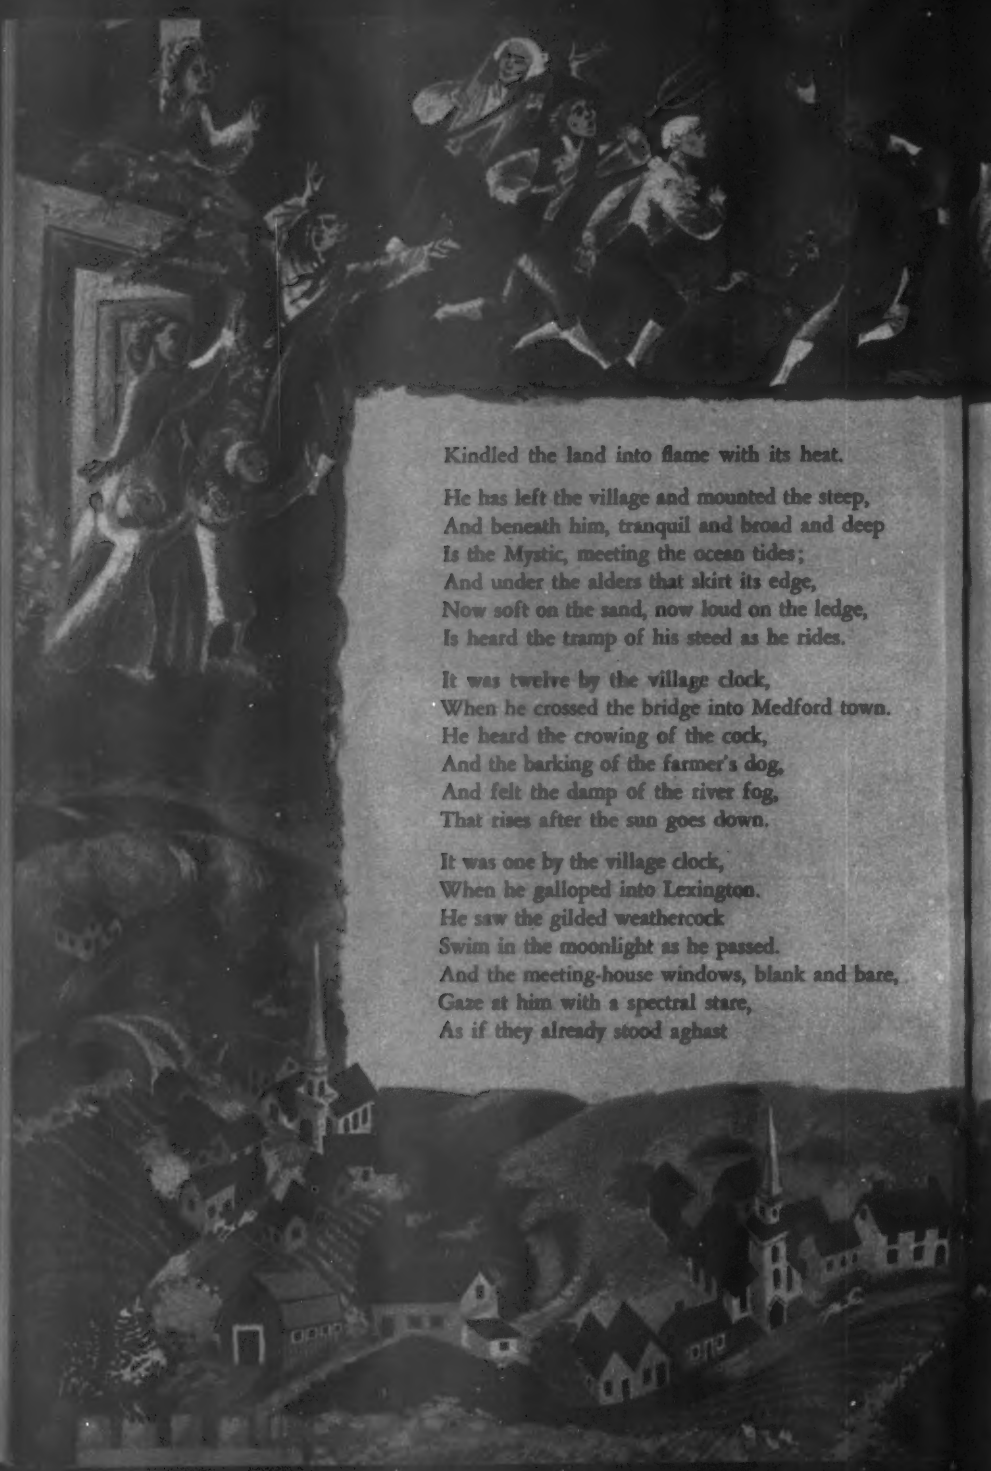 Kindled the land into flame with its heat.
He has left the village and mounted the steep,
And beneath him, tranquil and broad and deep
Is the Mystic, meeting the ocean tides;
And under the alders that skirt its edge,
Now soft on the sand, now loud on the ledge,
Is heard the tramp of his steed as he rides.
It was twelve by the village clock,
When he crossed the bridge into Medford town.
He heard the crowing of the cock,
And the barking of the farmer's dog,
And felt the damp of the river fog,
That rises after the sun goes down.
It was one by the village clock,
When he galloped into Lexington.
He saw the gilded weathercock
Swim in the moonlight as he passed.
And the meeting-house windows, blank and bare,
Gaze at him with a spectral stare,
As if they already stood aghast